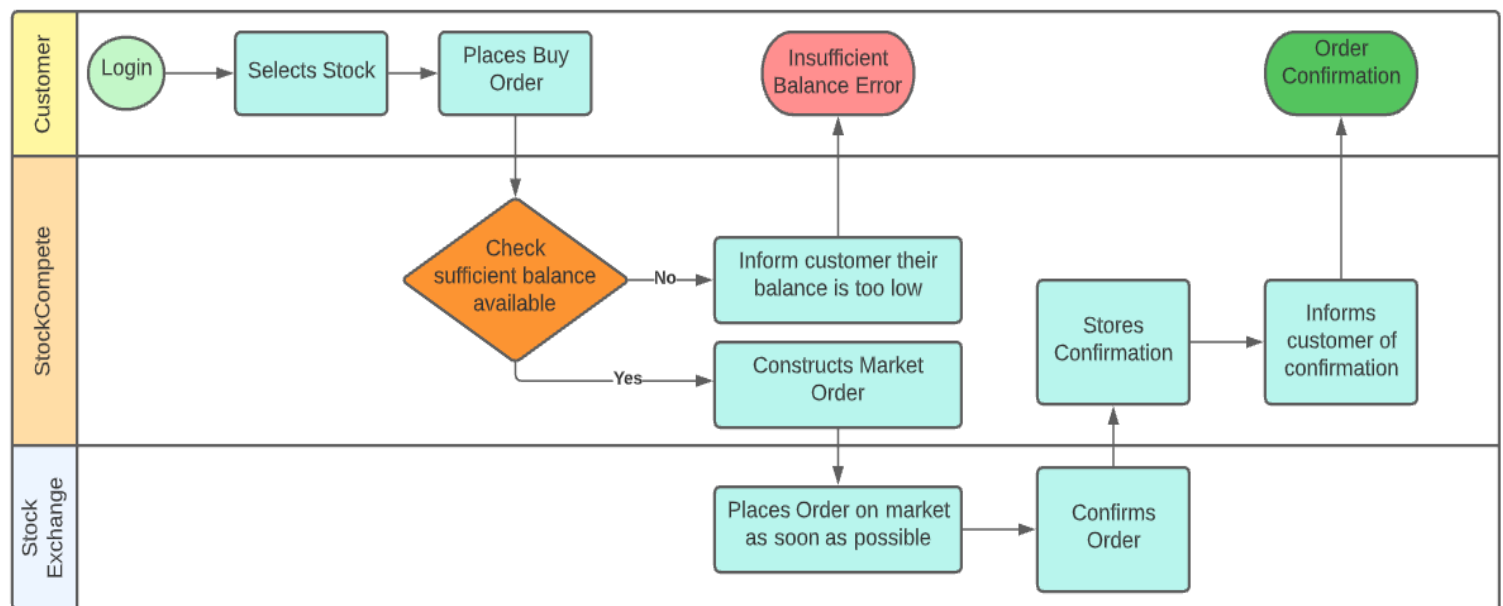 Customer
Login
Selects Stock
Places Buy
Order
Insufficient
Balance Error
Order
Confirmation
StockCompete
Check
sufficient balance
available
No
Inform customer their
balance is too low
Yes
Constructs Market
Order
Stores
Confirmation
Informs
customer of
confirmation
Stock
Exchange
Places Order on market
as soon as possible
Confirms
Order